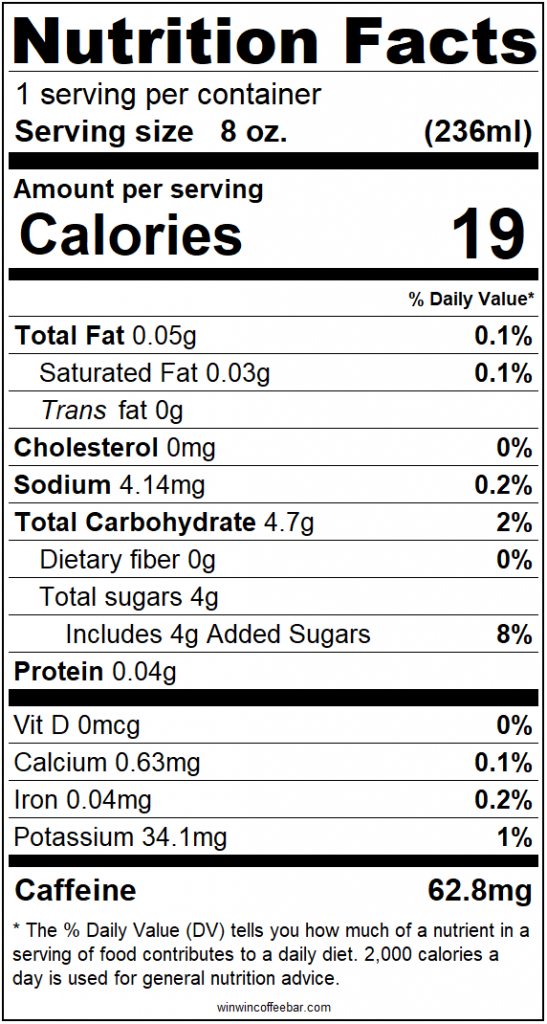 Nutrition Facts
1 serving per container
Serving size 8 oz. (236ml)
Amount per serving
Calories 19
% Daily Value*
Total Fat 0.05g 0.1%
Saturated Fat 0.03g 0.1%
Trans fat 0g
Cholesterol 0mg 0%
Sodium 4.14mg 0.2%
Total Carbohydrate 4.7g 2%
Dietary fiber 0g 0%
Total sugars 4g
Includes 4g Added Sugars 8%
Protein 0.04g
Vit D 0mcg 0%
Calcium 0.63mg 0.1%
Iron 0.04mg 0.2%
Potassium 34.1mg 1%
Caffeine 62.8mg
* The % Daily Value (DV) tells you how much of a nutrient in a
serving of food contributes to a daily diet. 2,000 calories a
day is used for general nutrition advice.
winwincoffeebar.com